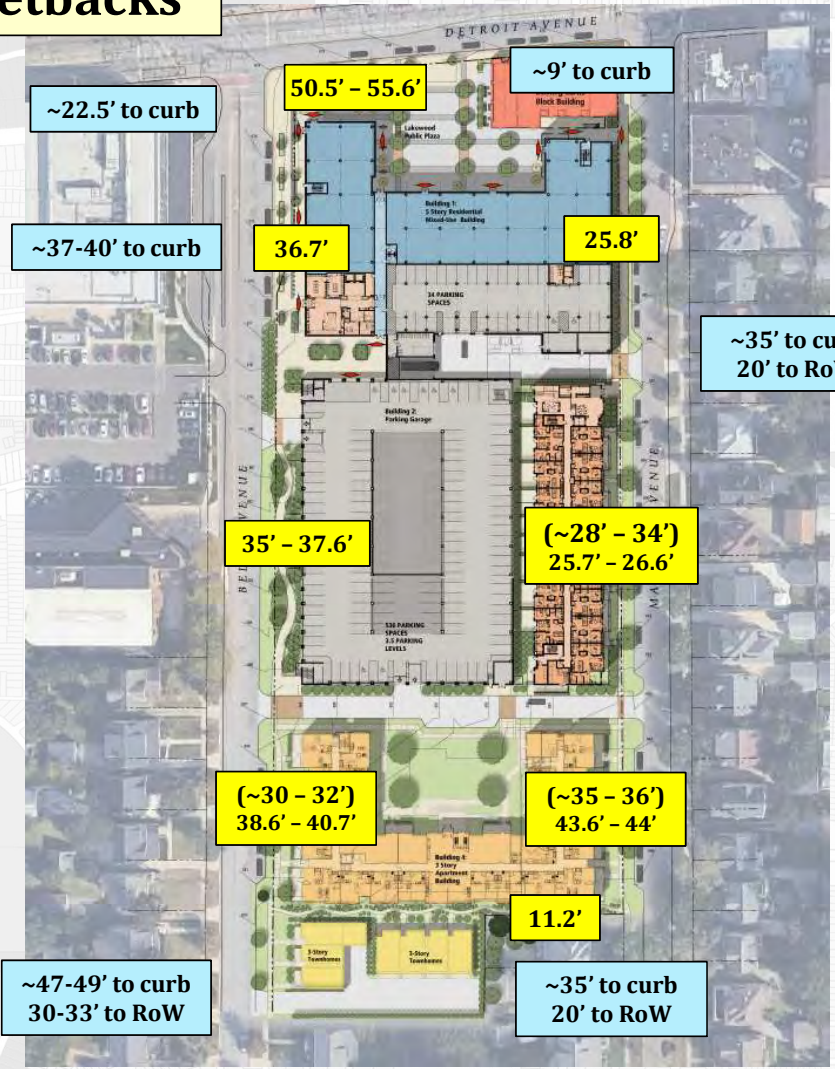 etbacks
DETROIT AVENUE
50.5’ – 55.6’
~9’ to curb
Block Building
~22.5’ to curb
Lakewood
Public Plaza
Building 1:
5 Story Residential
Mixed-Use Building
~37-40’ to curb
36.7’
25.8’
34 PARKING
SPACES
~35’ to cu
20’ to Ro
Building 2:
Parking Garage
BEL
VENUE
MA
AVENUE
35’ – 37.6’
(~28’ – 34’)
25.7’ – 26.6’
SPACES
3.5 PARKING
LEVELS
(~30 – 32’)
38.6’ – 40.7’
(~35 – 36’)
43.6’ – 44’
Building 4:
3 Story
Apartment
Building
11.2’
3-Story
Townhomes
3-Story
Townhomes
~47-49’ to curb
30-33’ to RoW
~35’ to curb
20’ to RoW